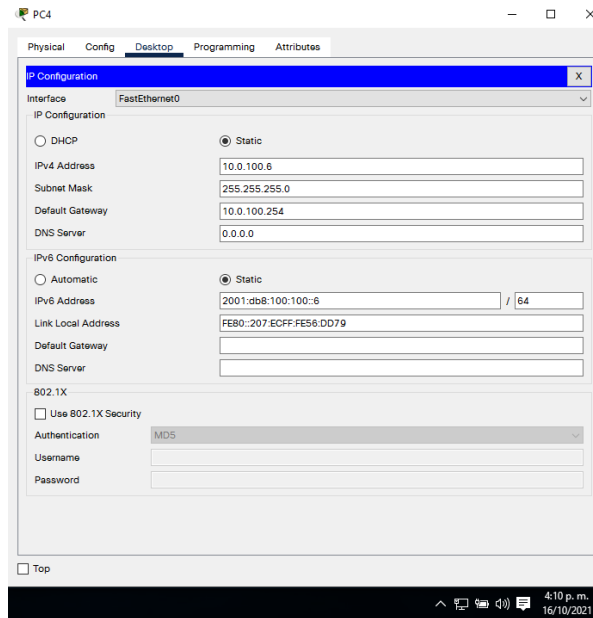 PC4
Physical Config Desktop Programming Attributes
IP Configuration X
Interface FastEthernet0
IP Configuration
DHCP Static
IPv4 Address 10.0.100.6
Subnet Mask 255.255.255.0
Default Gateway 10.0.100.254
DNS Server 0.0.0.0
IPv6 Configuration
Automatic Static
IPv6 Address 2001:db8:100:100::6 / 64
Link Local Address FE80::207:ECFF:FE56:DD79
Default Gateway
DNS Server
802.1X
Use 802.1X Security
Authentication MD5
Username
Password
Top
4:10 p. m.
16/10/2021